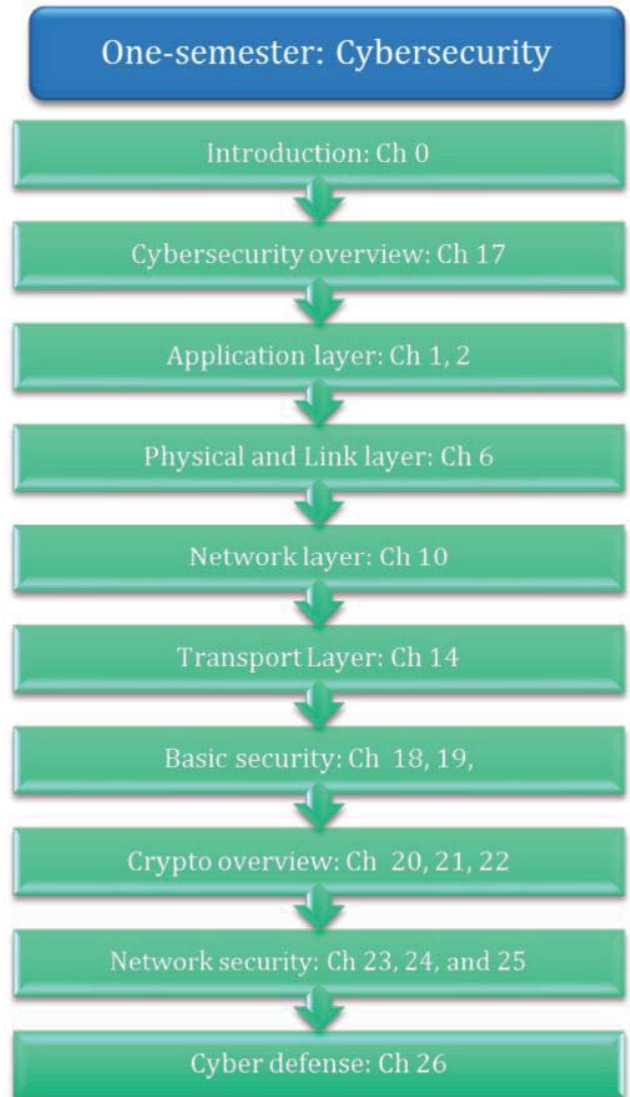 One-semester: Cybersecurity
Introduction: Ch 0
Cybersecurity overview: Ch 17
Application layer: Ch 1, 2
Physical and Link layer: Ch 6
Network layer: Ch 10
Transport Layer: Ch 14
Basic security: Ch 18, 19,
Crypto overview: Ch 20, 21, 22
Network security: Ch 23, 24, and 25
Cyber defense: Ch 26